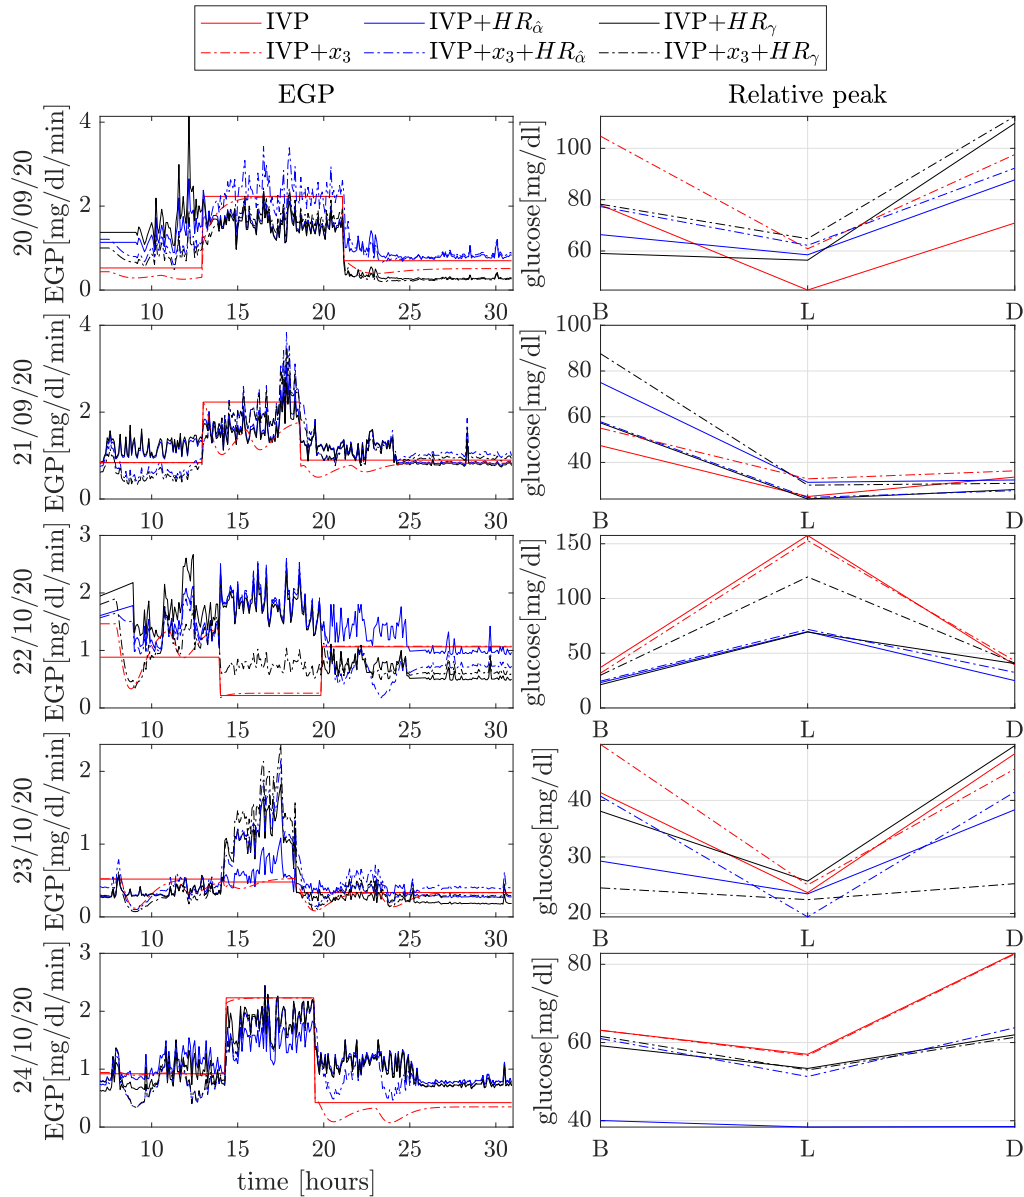 IVP IVP+HR_α̂ IVP+HR_γ
IVP+x₃ IVP+x₃+HR_α̂ IVP+x₃+HR_γ
EGP Relative peak
20/09/20
EGP[mg/dl/min]
4
2
0
10 15 20 25 30
glucose[mg/dl]
100
80
60
B L D
21/09/20
EGP[mg/dl/min]
4
2
0
10 15 20 25 30
glucose[mg/dl]
100
80
60
40
B L D
22/10/20
EGP[mg/dl/min]
3
2
1
0
10 15 20 25 30
glucose[mg/dl]
150
100
50
0
B L D
23/10/20
EGP[mg/dl/min]
2
1
0
10 15 20 25 30
glucose[mg/dl]
40
30
20
B L D
24/10/20
EGP[mg/dl/min]
3
2
1
0
10 15 20 25 30
time [hours]
glucose[mg/dl]
80
60
40
B L D